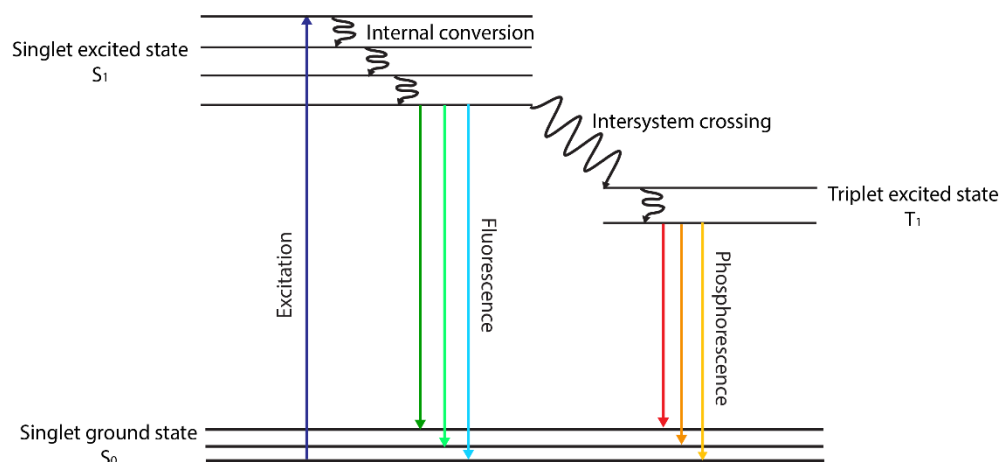 Internal conversion
Singlet excited state
S1
Intersystem crossing
Triplet excited state
T1
Excitation
Fluorescence
Phosphorescence
Singlet ground state
S0